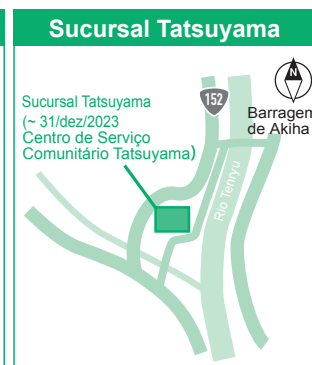 Sucursal Tatsuyama
N
152
Barragem
de Akiha
Sucursal Tatsuyama
(~ 31/dez/2023
Centro de Serviço
Comunitário Tatsuyama)
Rio Tenryu